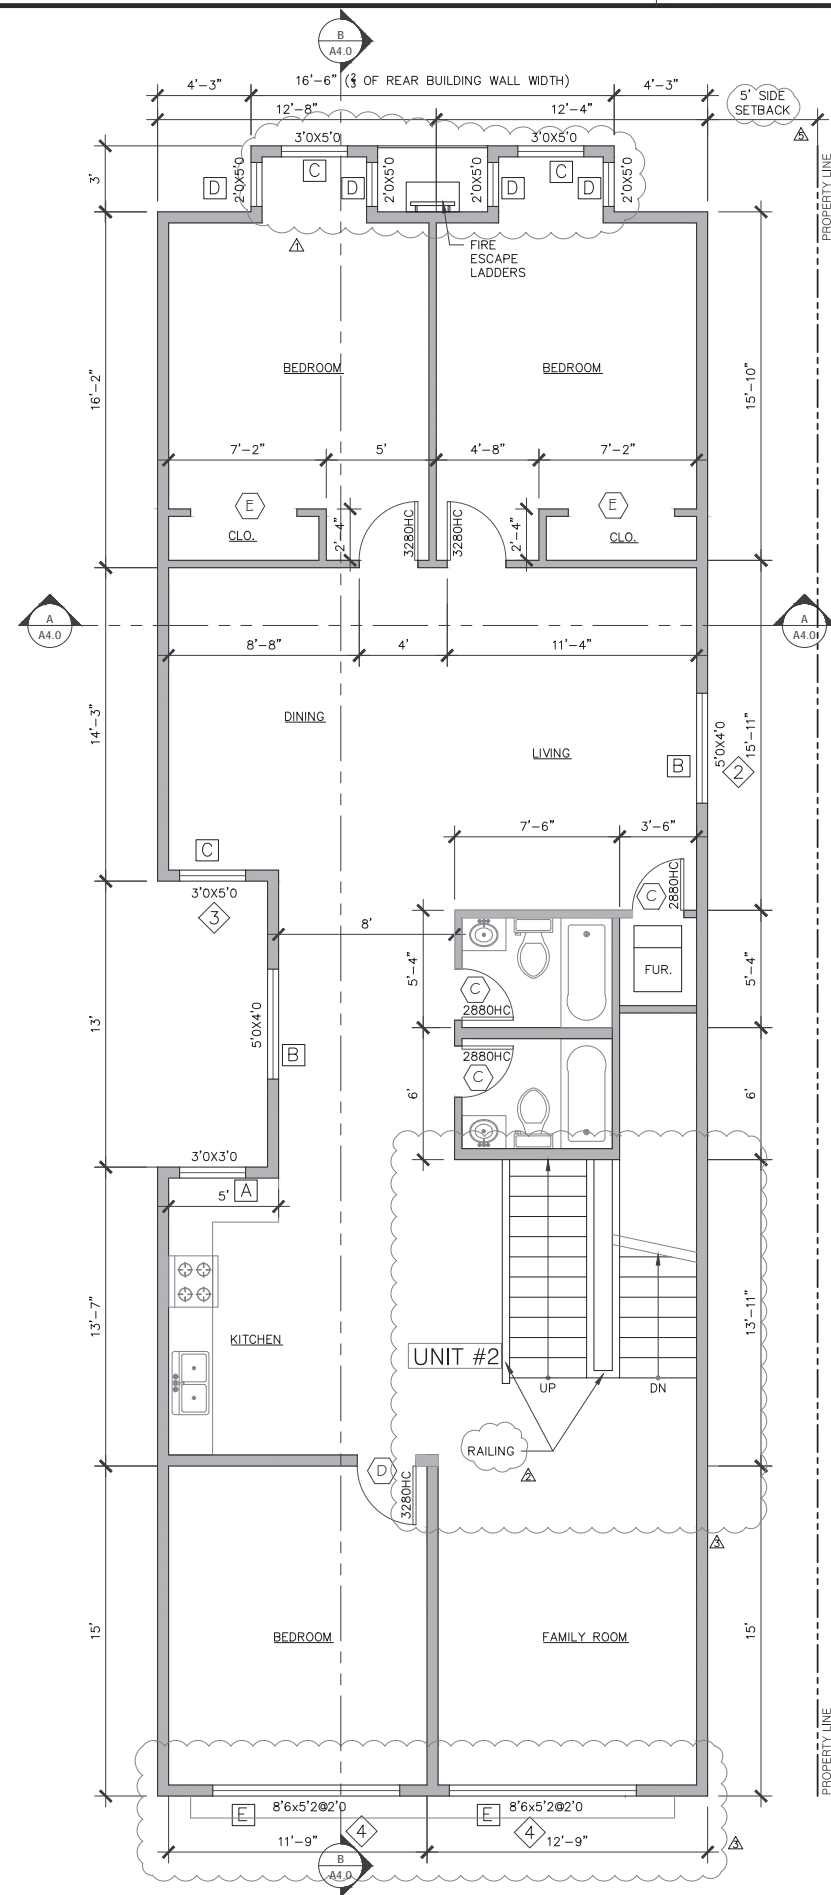 B
A4.0
4'-3"
16'-6" (2/3 OF REAR BUILDING WALL WIDTH)
4'-3"
12'-8"
12'-4"
5' SIDE
SETBACK
5
3'0X5'0
3'0X5'0
PROPERTY LINE
3'
D
2'0X5'0
C
D
2'0X5'0
2'0X5'0
D
C
D
2'0X5'0
1
FIRE
ESCAPE
LADDERS
BEDROOM
BEDROOM
16'-2"
15'-10"
7'-2"
5'
4'-8"
7'-2"
E
E
CLO.
2'-4"
3280HC
3280HC
2'-4"
CLO.
A
A4.0
A
A4.0
8'-8"
4'
11'-4"
14'-3"
DINING
LIVING
5'0X4'0
15'-11"
B
2
C
7'-6"
3'-6"
3'0X5'0
3
C
2880HC
8'
5'-4"
C
2880HC
FUR.
5'-4"
13'
5'0X4'0
B
2880HC
C
6'
6'
3'0X3'0
A
5'
13'-7"
KITCHEN
UNIT #2
13'-11"
UP
DN
RAILING
2
D
3280HC
3
15'
BEDROOM
FAMILY ROOM
15'
PROPERTY LINE
E
8'6x5'2@2'0
E
8'6x5'2@2'0
11'-9"
4
4
12'-9"
3
B
A4.0